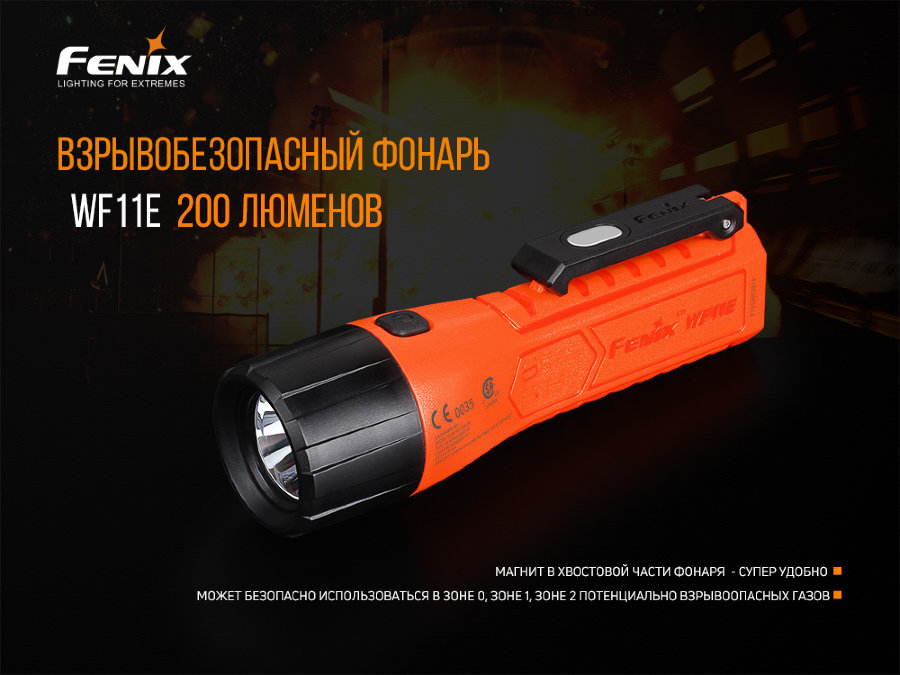 FENIX
LIGHTING FOR EXTREMES
ВЗРЫВОБЕЗОПАСНЫЙ ФОНАРЬ
WF11E 200 ЛЮМЕНОВ
FENIX
FENIX WF11E
CE 0035
МАГНИТ В ХВОСТОВОЙ ЧАСТИ ФОНАРЯ - СУПЕР УДОБНО
МОЖЕТ БЕЗОПАСНО ИСПОЛЬЗОВАТЬСЯ В ЗОНЕ 0, ЗОНЕ 1, ЗОНЕ 2 ПОТЕНЦИАЛЬНО ВЗРЫВООПАСНЫХ ГАЗОВ